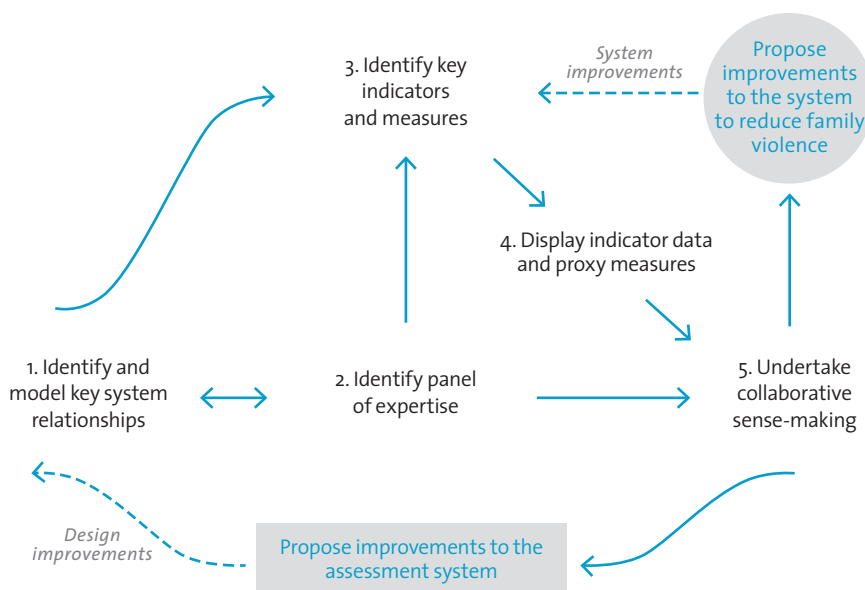 System
improvements
Propose
improvements
to the system
to reduce family
violence
3. Identify key
indicators
and measures
4. Display indicator data
and proxy measures
1. Identify and
model key system
relationships
2. Identify panel
of expertise
5. Undertake
collaborative
sense-making
Design
improvements
Propose improvements to the
assessment system